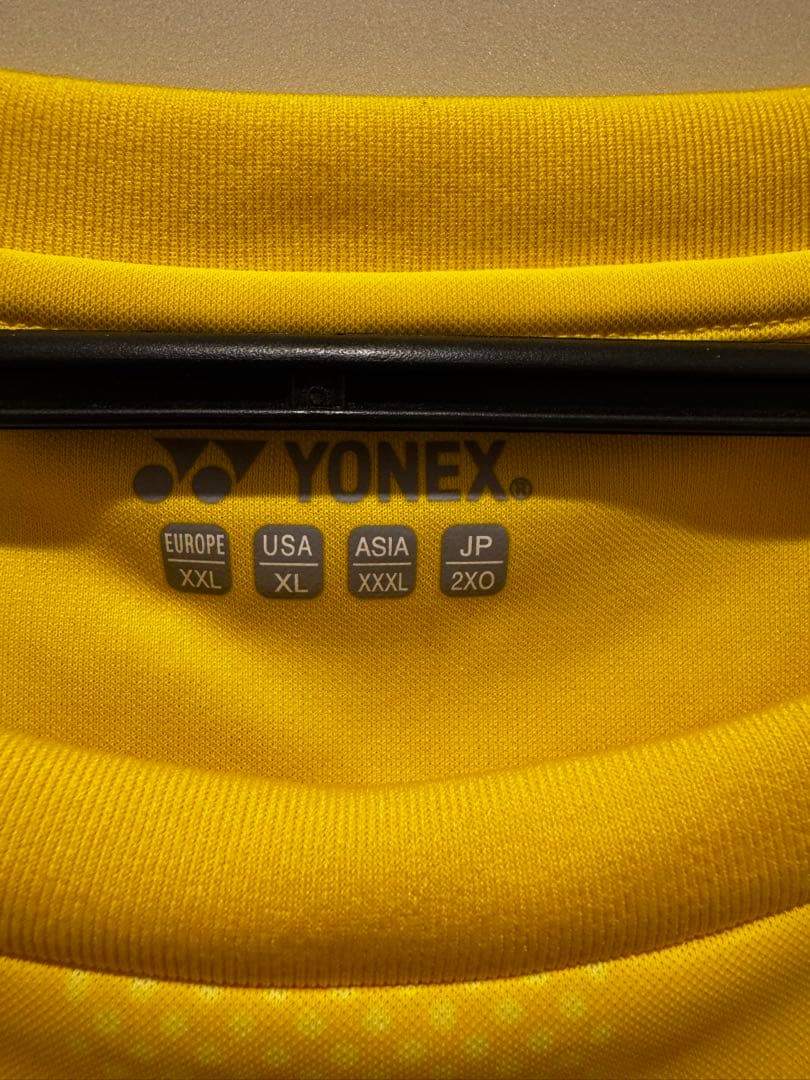 YONEX®
EUROPE USA ASIA JP
XXL XL XXXL 2XO